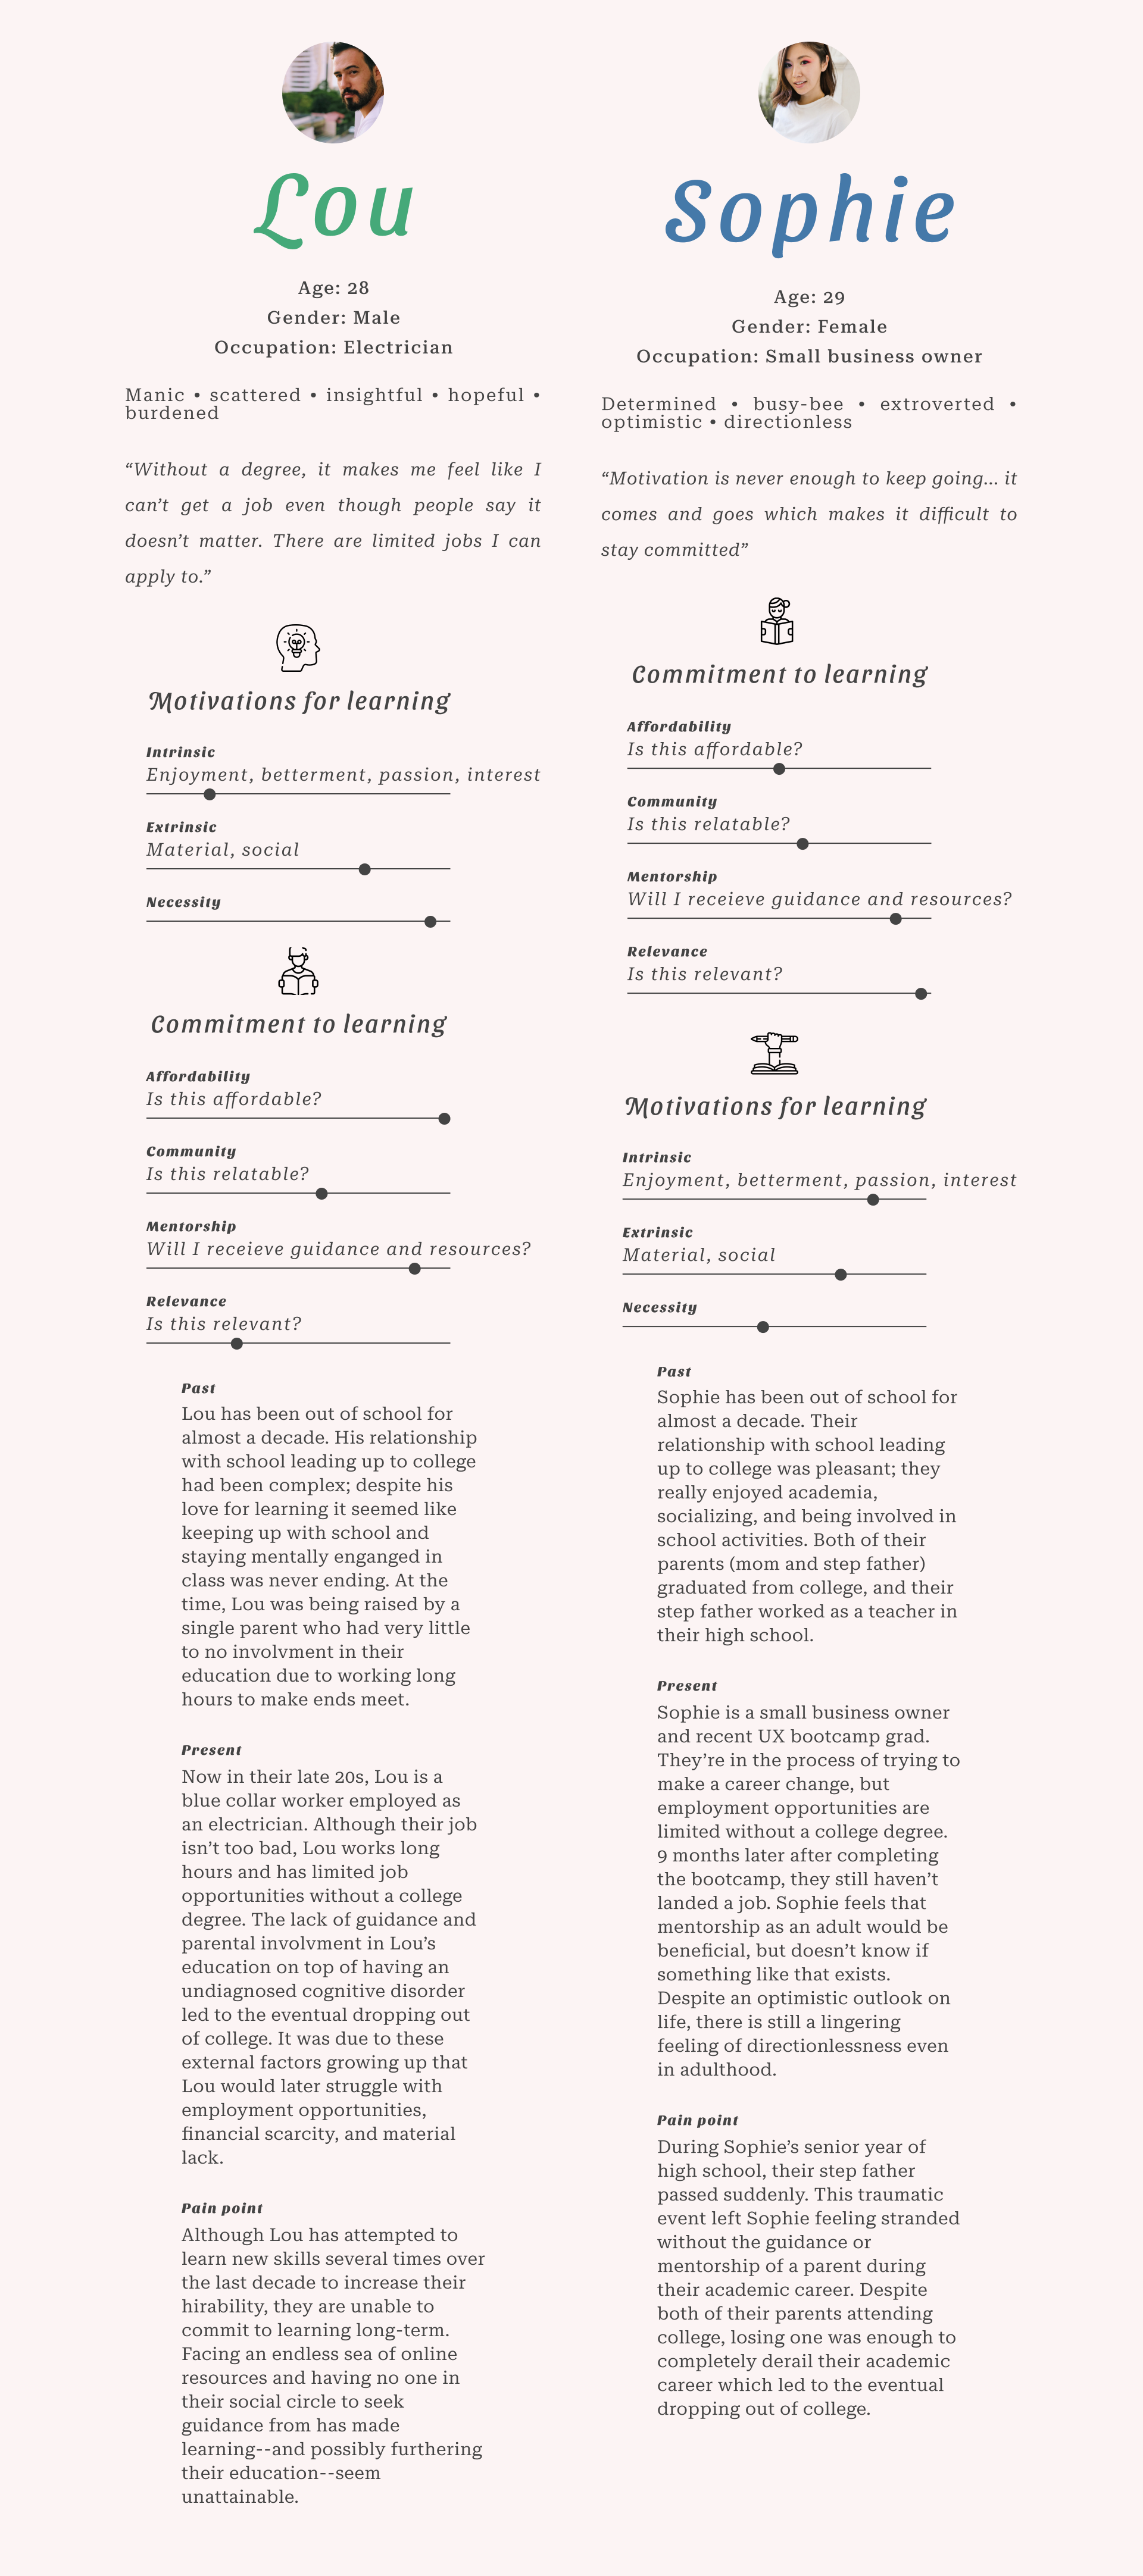 Lou
Age: 28
Gender: Male
Occupation: Electrician
Manic • scattered • insightful • hopeful •
burdened
“Without a degree, it makes me feel like I
can’t get a job even though people say it
doesn’t matter. There are limited jobs I can
apply to.”
Motivations for learning
Intrinsic
Enjoyment, betterment, passion, interest
Extrinsic
Material, social
Necessity
Commitment to learning
Affordability
Is this affordable?
Community
Is this relatable?
Mentorship
Will I receieve guidance and resources?
Relevance
Is this relevant?
Past
Lou has been out of school for
almost a decade. His relationship
with school leading up to college
had been complex; despite his
love for learning it seemed like
keeping up with school and
staying mentally enganged in
class was never ending. At the
time, Lou was being raised by a
single parent who had very little
to no involvment in their
education due to working long
hours to make ends meet.
Present
Now in their late 20s, Lou is a
blue collar worker employed as
an electrician. Although their job
isn’t too bad, Lou works long
hours and has limited job
opportunities without a college
degree. The lack of guidance and
parental involvment in Lou’s
education on top of having an
undiagnosed cognitive disorder
led to the eventual dropping out
of college. It was due to these
external factors growing up that
Lou would later struggle with
employment opportunities,
financial scarcity, and material
lack.
Pain point
Although Lou has attempted to
learn new skills several times over
the last decade to increase their
hirability, they are unable to
commit to learning long-term.
Facing an endless sea of online
resources and having no one in
their social circle to seek
guidance from has made
learning--and possibly furthering
their education--seem
unattainable.
Sophie
Age: 29
Gender: Female
Occupation: Small business owner
Determined • busy-bee • extroverted •
optimistic • directionless
“Motivation is never enough to keep going... it
comes and goes which makes it difficult to
stay committed”
Commitment to learning
Affordability
Is this affordable?
Community
Is this relatable?
Mentorship
Will I receieve guidance and resources?
Relevance
Is this relevant?
Motivations for learning
Intrinsic
Enjoyment, betterment, passion, interest
Extrinsic
Material, social
Necessity
Past
Sophie has been out of school for
almost a decade. Their
relationship with school leading
up to college was pleasant; they
really enjoyed academia,
socializing, and being involved in
school activities. Both of their
parents (mom and step father)
graduated from college, and their
step father worked as a teacher in
their high school.
Present
Sophie is a small business owner
and recent UX bootcamp grad.
They’re in the process of trying to
make a career change, but
employment opportunities are
limited without a college degree.
9 months later after completing
the bootcamp, they still haven’t
landed a job. Sophie feels that
mentorship as an adult would be
beneficial, but doesn’t know if
something like that exists.
Despite an optimistic outlook on
life, there is still a lingering
feeling of directionlessness even
in adulthood.
Pain point
During Sophie’s senior year of
high school, their step father
passed suddenly. This traumatic
event left Sophie feeling stranded
without the guidance or
mentorship of a parent during
their academic career. Despite
both of their parents attending
college, losing one was enough to
completely derail their academic
career which led to the eventual
dropping out of college.